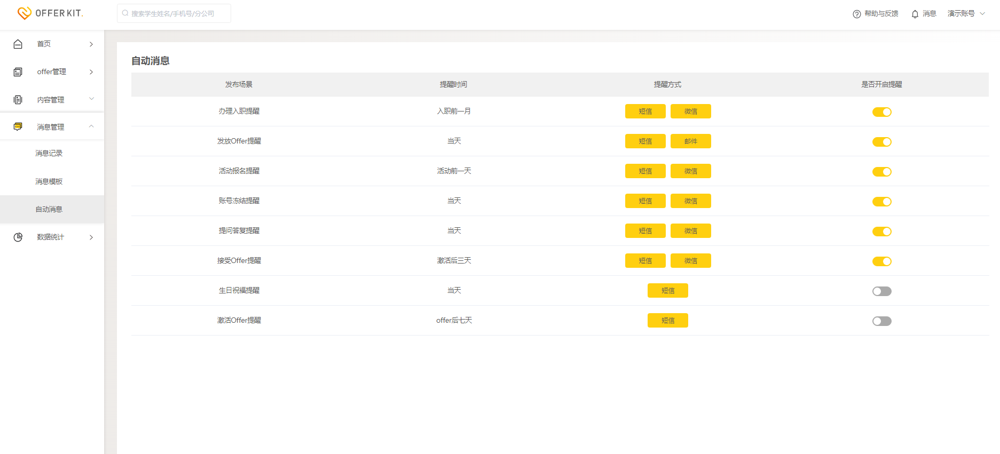 OFFER KIT.
搜索学生姓名/手机号/分公司
帮助与反馈 消息 演示账号
首页
offer管理
内容管理
消息管理
消息记录
消息模板
自动消息
数据统计
自动消息
发布场景 提醒时间 提醒方式 是否开启提醒
办理入职提醒 入职前一月 短信 微信
发放Offer提醒 当天 短信 邮件
活动报名提醒 活动前一天 短信 微信
账号冻结提醒 当天 短信 微信
提问答复提醒 当天 短信 微信
接受Offer提醒 激活后三天 短信 微信
生日祝福提醒 当天 短信
激活Offer提醒 offer后七天 短信